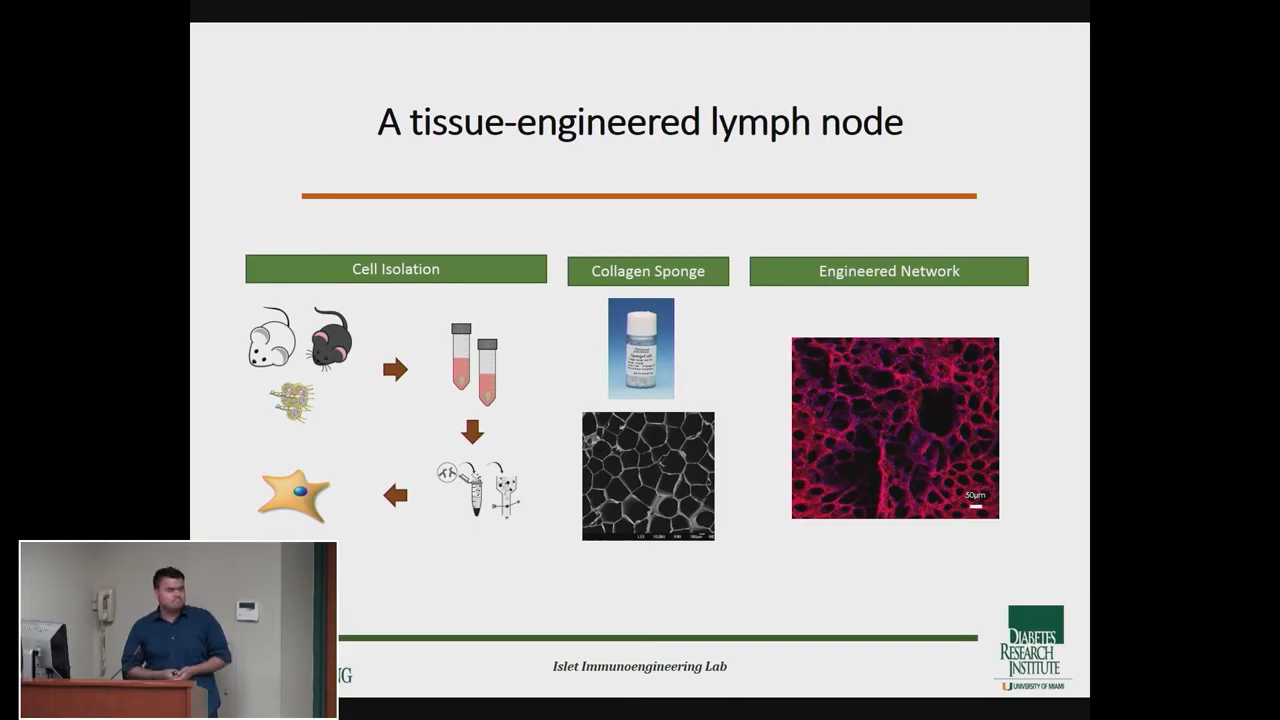 A tissue-engineered lymph node
Cell Isolation
Collagen Sponge
Engineered Network
50μm
NG
Islet Immunoengineering Lab
DIABETES
RESEARCH
INSTITUTE
UNIVERSITY OF MIAMI